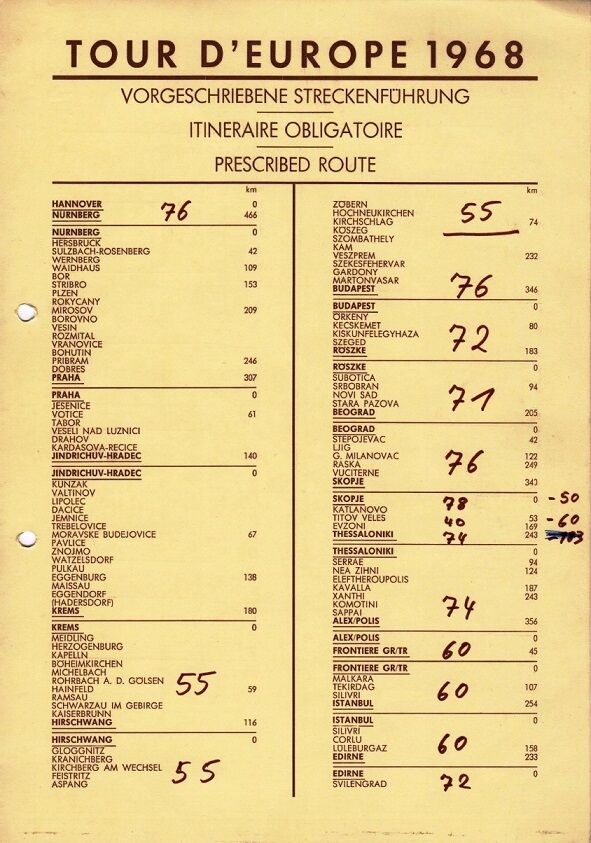 TOUR D'EUROPE 1968
VORGESCHRIEBENE STRECKENFÜHRUNG
ITINERAIRE OBLIGATOIRE
PRESCRIBED ROUTE
km
HANNOVER 0
NÜRNBERG 76 466
NÜRNBERG 0
HERSBRUCK
SULZBACH-ROSENBERG 42
WERNBERG
WAIDHAUS 109
BOR
STRIBRO 153
PLZEN
ROKYCANY
MIROSOV 209
BOROVNO
VESIN
ROZMITAL
VRANOVICE
BOHUTIN
PRIBRAM 246
DOBRES
PRAHA 307
PRAHA 0
JESENICE
VOTICE 61
TABOR
VESELI NAD LUZNICI
DRAHOV
KARDASOVA-RECICE
JINDRICHUV-HRADEC 140
JINDRICHUV-HRADEC 0
KUNZAK
VALTINOV
LIPOLEC
DACICE
JEMNICE
TREBELOVICE
MORAVSKE BUDEJOVICE 67
PAVLICE
ZNOJMO
WATZELSDORF
PULKAU
EGGENBURG 138
MAISSAU
EGGENDORF
(HADERSDORF)
KREMS 180
KREMS 0
MEIDLING
HERZOGENBURG
KAPELLN
BÖHEIMKIRCHEN
MICHELBACH
ROHRBACH A. D. GÖLSEN 55
HAINFELD 59
RAMSAU
SCHWARZAU IM GEBIRGE
KAISERBRUNN
HIRSCHWANG 116
HIRSCHWANG 0
GLOGGNITZ
KRANICHBERG
KIRCHBERG AM WECHSEL 55
FEISTRITZ
ASPANG
km
ZÖBERN
HOCHNEUKIRCHEN 55
KIRCHSCHLAG 74
KÖSZEG
SZOMBATHELY
KAM
VESZPREM 232
SZEKESFEHERVAR
GARDONY
MARTONVASAR 76
BUDAPEST 346
BUDAPEST 0
ÖRKENY
KECSKEMET 80
KISKUNFELEGYHAZA 72
SZEGED
RÖSZKE 183
RÖSZKE 0
SUBOTICA
SRBOBRAN 94
NOVI SAD 71
STARA PAZOVA
BEOGRAD 205
BEOGRAD 0
STEPOJEVAC 42
LJIG
G. MILANOVAC 122
RASKA 76 249
VUCITERNE
SKOPJE 343
SKOPJE 78 0 -50
KATLANOVO
TITOV VELES 40 53 -60
EVZONI 169
THESSALONIKI 74 243
THESSALONIKI 0
SERRAE 94
NEA ZIHNI 124
ELEFTHEROUPOLIS
KAVALLA 187
XANTHI 243
KOMOTINI 74
SAPPAI
ALEX/POLIS 356
ALEX/POLIS 0
FRONTIERE GR/TR 60 45
FRONTIERE GR/TR 0
MALKARA
TEKIRDAG 60 107
SILIVRI
ISTANBUL 254
ISTANBUL 0
SILIVRI
CORLU 60
LÜLEBURGAZ 158
EDIRNE 233
EDIRNE 0
SVILENGRAD 72